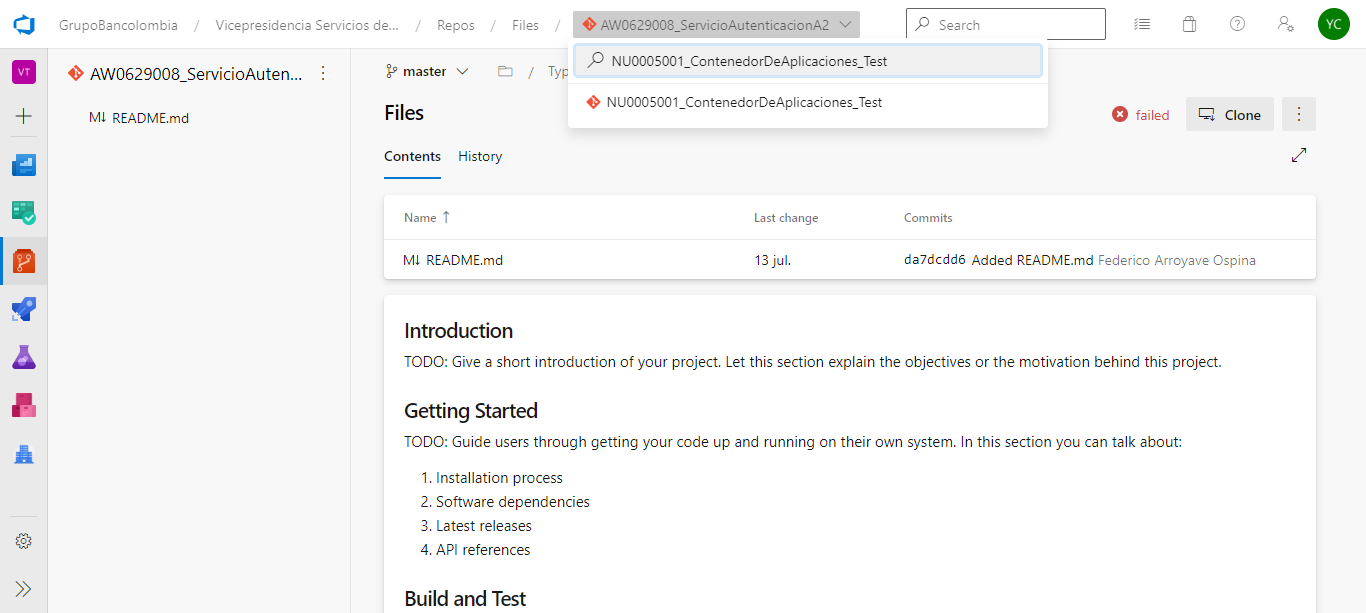 GrupoBancolombia / Vicepresidencia Servicios de... / Repos / Files / AW0629008_ServicioAutenticacionA2
Search
YC
VT
AW0629008_ServicioAuten...
README.md
master
/ Typ
NU0005001_ContenedorDeAplicaciones_Test
NU0005001_ContenedorDeAplicaciones_Test
Files
failed
Clone
Contents History
Name ↑ Last change Commits
README.md 13 jul. da7dcdd6 Added README.md Federico Arroyave Ospina
Introduction
TODO: Give a short introduction of your project. Let this section explain the objectives or the motivation behind this project.
Getting Started
TODO: Guide users through getting your code up and running on their own system. In this section you can talk about:
1. Installation process
2. Software dependencies
3. Latest releases
4. API references
Build and Test